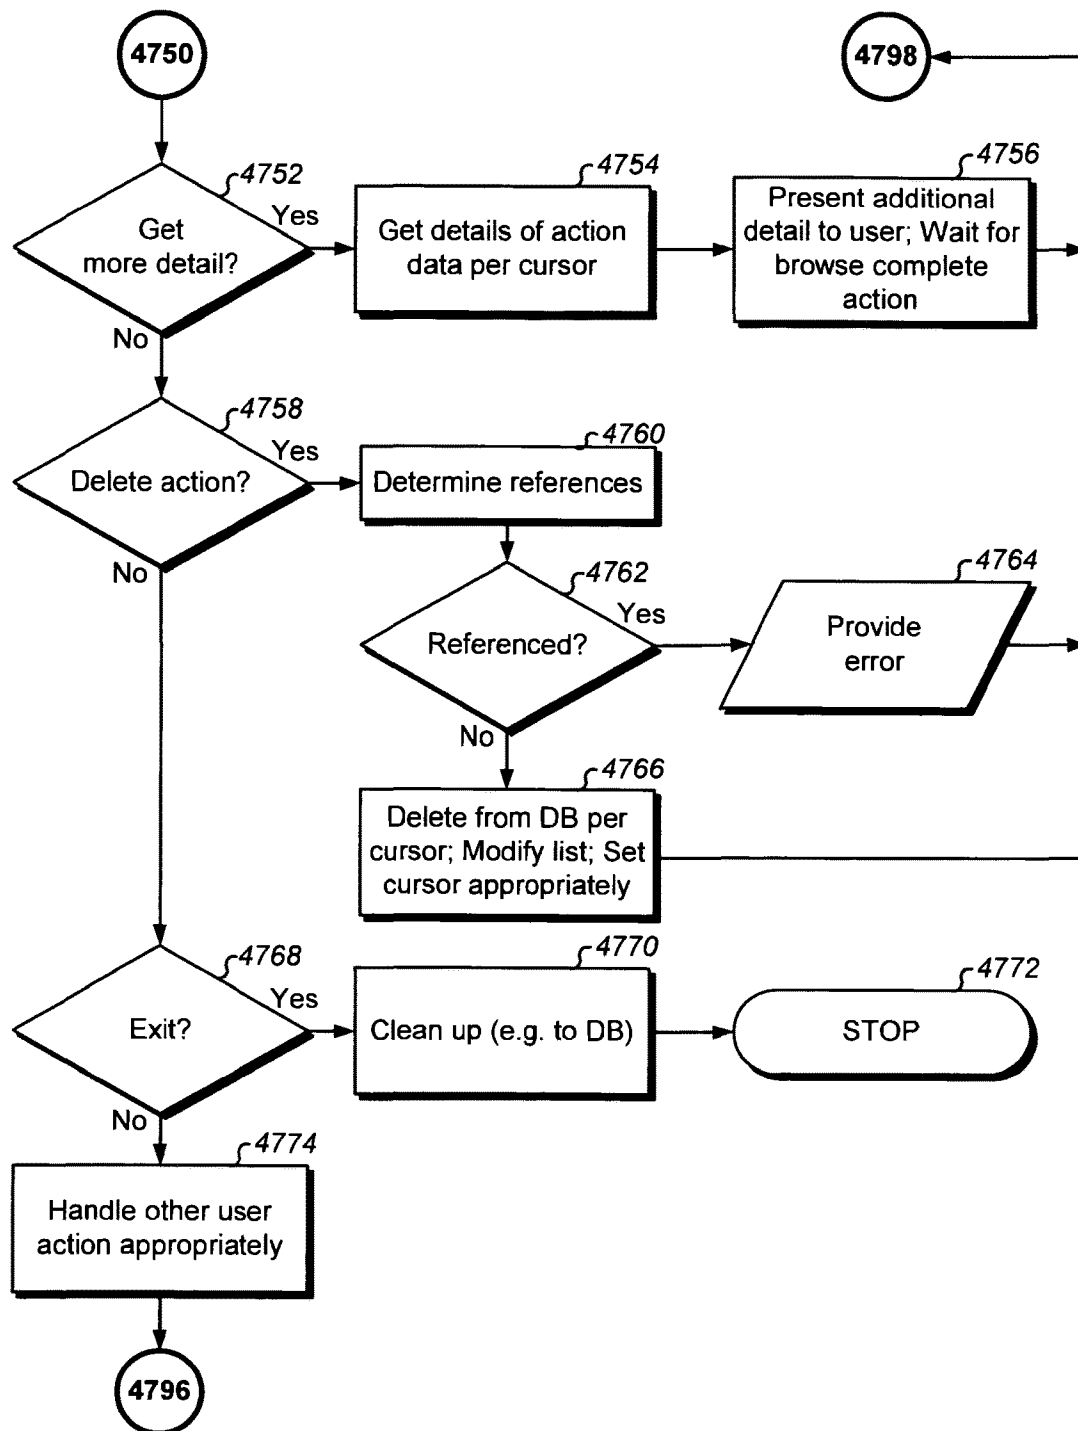 4750
4798
4752
Yes
Get
more detail?
No
4754
Get details of action
data per cursor
4756
Present additional
detail to user; Wait for
browse complete
action
4758
Yes
Delete action?
No
4760
Determine references
4762
Yes
Referenced?
No
4764
Provide
error
4766
Delete from DB per
cursor; Modify list; Set
cursor appropriately
4768
Yes
Exit?
No
4770
Clean up (e.g. to DB)
4772
STOP
4774
Handle other user
action appropriately
4796